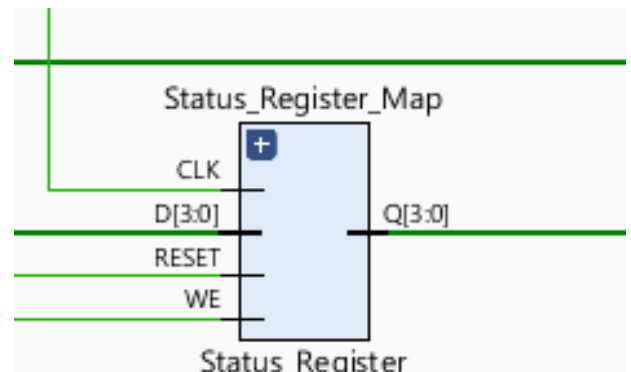 Status_Register_Map
+
CLK
D[3:0]
Q[3:0]
RESET
WE
Status_Register